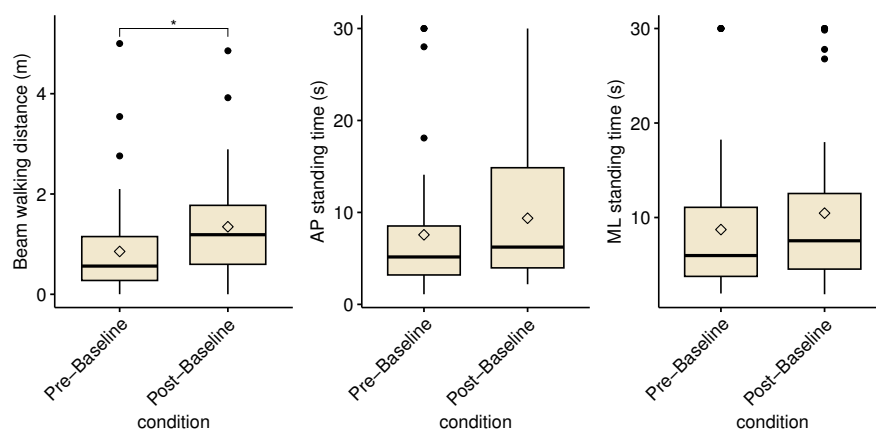 Beam walking distance (m)
4
2
0
*
Pre−Baseline
Post−Baseline
condition
AP standing time (s)
30
20
10
0
Pre−Baseline
Post−Baseline
condition
ML standing time (s)
30
20
10
Pre−Baseline
Post−Baseline
condition